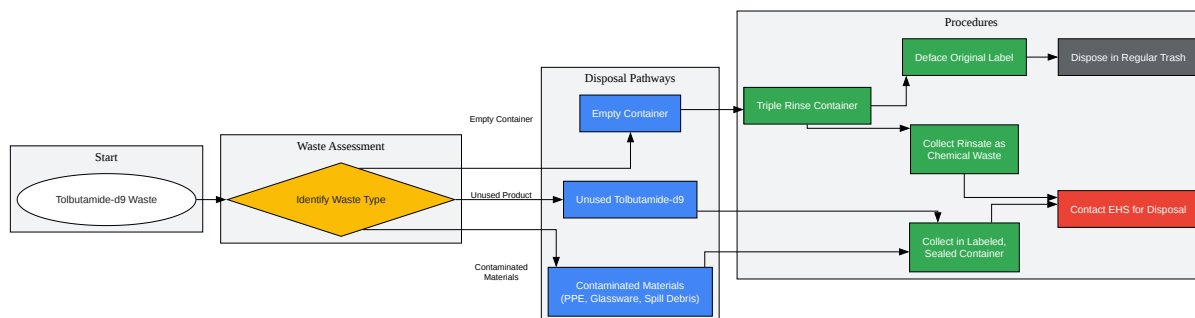 Start
Tolbutamide-d9 Waste
Waste Assessment
Identify Waste Type
Empty Container
Unused Product
Contaminated
Materials
Disposal Pathways
Empty Container
Unused Tolbutamide-d9
Contaminated Materials
(PPE, Glassware, Spill Debris)
Procedures
Triple Rinse Container
Deface Original Label
Dispose in Regular Trash
Collect Rinsate as
Chemical Waste
Contact EHS for Disposal
Collect in Labeled,
Sealed Container